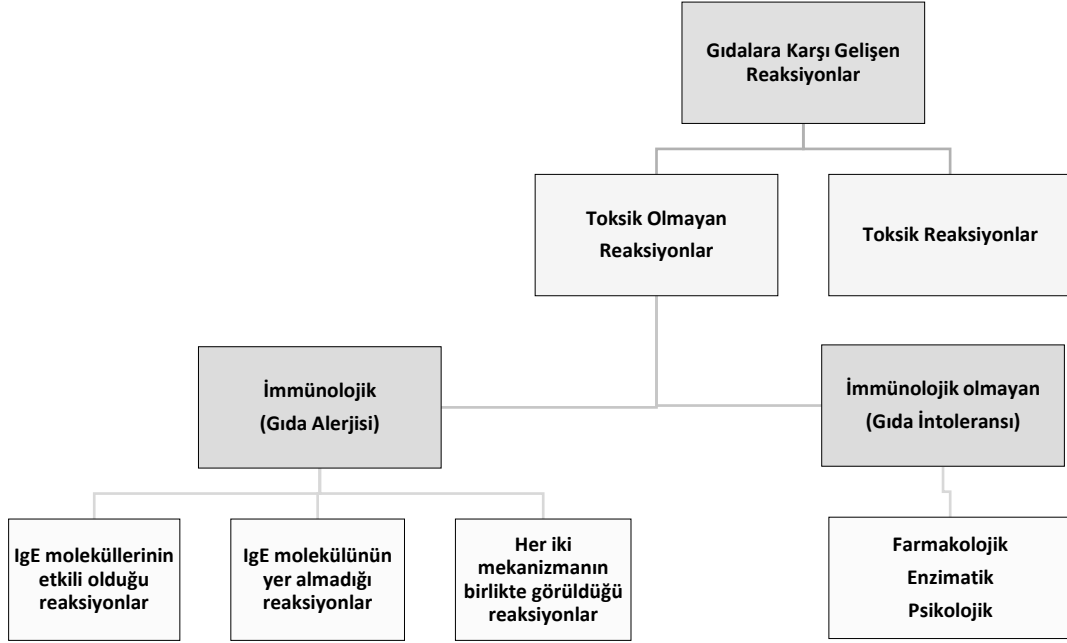 Gıdalara Karşı Gelişen
Reaksiyonlar
Toksik Olmayan
Reaksiyonlar
Toksik Reaksiyonlar
İmmünolojik
(Gıda Alerjisi)
İmmünolojik olmayan
(Gıda İntoleransı)
IgE moleküllerinin
etkili olduğu
reaksiyonlar
IgE molekülünün
yer almadığı
reaksiyonlar
Her iki
mekanizmanın
birlikte görüldüğü
reaksiyonlar
Farmakolojik
Enzimatik
Psikolojik